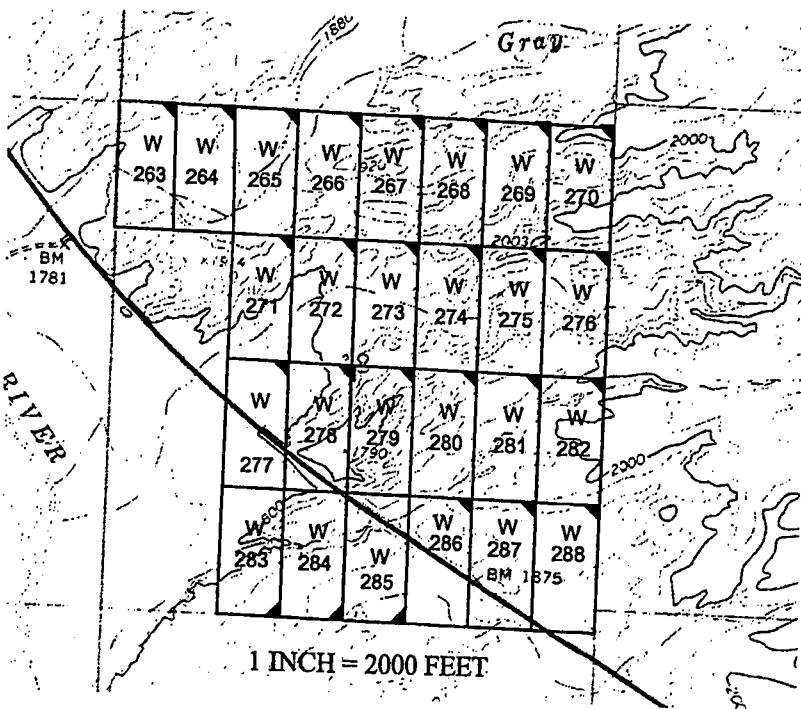 1880
Gray
W W W W W W W W
263 264 265 266 267 268 269 270
920
2000
2003
BM
1781
W W W W W W
271 272 273 274 275 276
RIVER
W W W W W W
277 278 279 280 281 282
1790
2000
W W W W W W
283 284 285 286 287 288
BM 1875
1 INCH = 2000 FEET